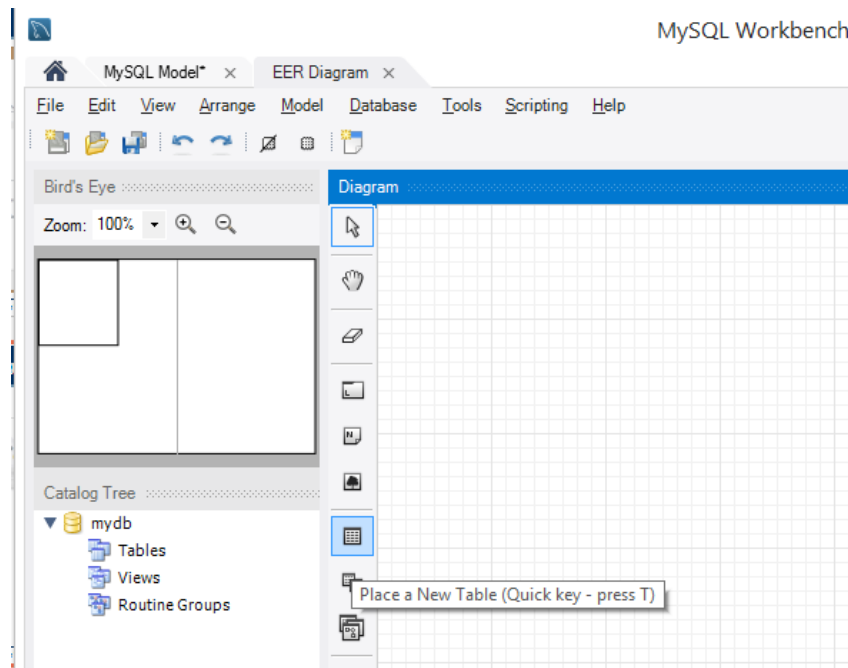 MySQL Workbench
MySQL Model* ×
EER Diagram ×
File Edit View Arrange Model Database Tools Scripting Help
Bird's Eye
Diagram
Zoom: 100%
Catalog Tree
mydb
Tables
Views
Routine Groups
Place a New Table (Quick key - press T)